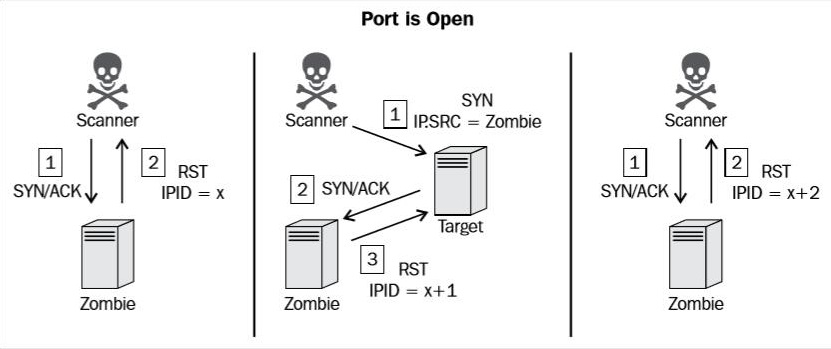 Port is Open
Scanner
1
SYN/ACK
2
RST
IPID = x
Zombie
Scanner
1
SYN
IP.SRC = Zombie
2
SYN/ACK
Target
3
RST
IPID = x+1
Zombie
Scanner
1
SYN/ACK
2
RST
IPID = x+2
Zombie